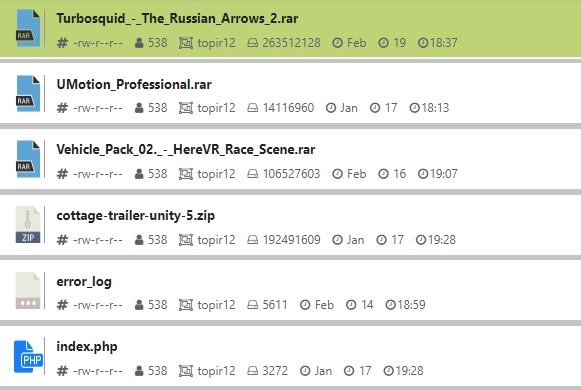 Turbosquid_-_The_Russian_Arrows_2.rar
RAR
# -rw-r--r-- 538 topir12 263512128 Feb 19 18:37
UMotion_Professional.rar
RAR
# -rw-r--r-- 538 topir12 14116960 Jan 17 18:13
Vehicle_Pack_02._-_HereVR_Race_Scene.rar
RAR
# -rw-r--r-- 538 topir12 106527603 Feb 16 19:07
cottage-trailer-unity-5.zip
ZIP
# -rw-r--r-- 538 topir12 192491609 Jan 17 19:28
error_log
# -rw-r--r-- 538 topir12 5611 Feb 14 18:59
index.php
PHP
# -rw-r--r-- 538 topir12 3272 Jan 17 19:28